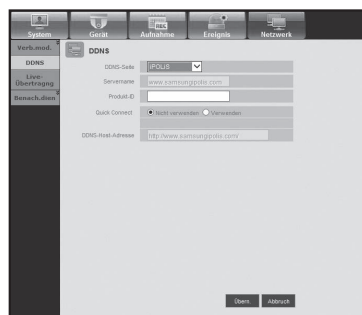 REC
System Gerät Aufnahme Ereignis Netzwerk
Verb.mod.
DDNS
Live-
Übertragng
Benach.dien
DDNS
DDNS-Seite iPOLiS
Servername www.samsungipolis.com
Produkt-ID
Quick Connect Nicht verwenden Verwenden
DDNS-Host-Adresse http://www.samsungipolis.com/
Übern. Abbruch